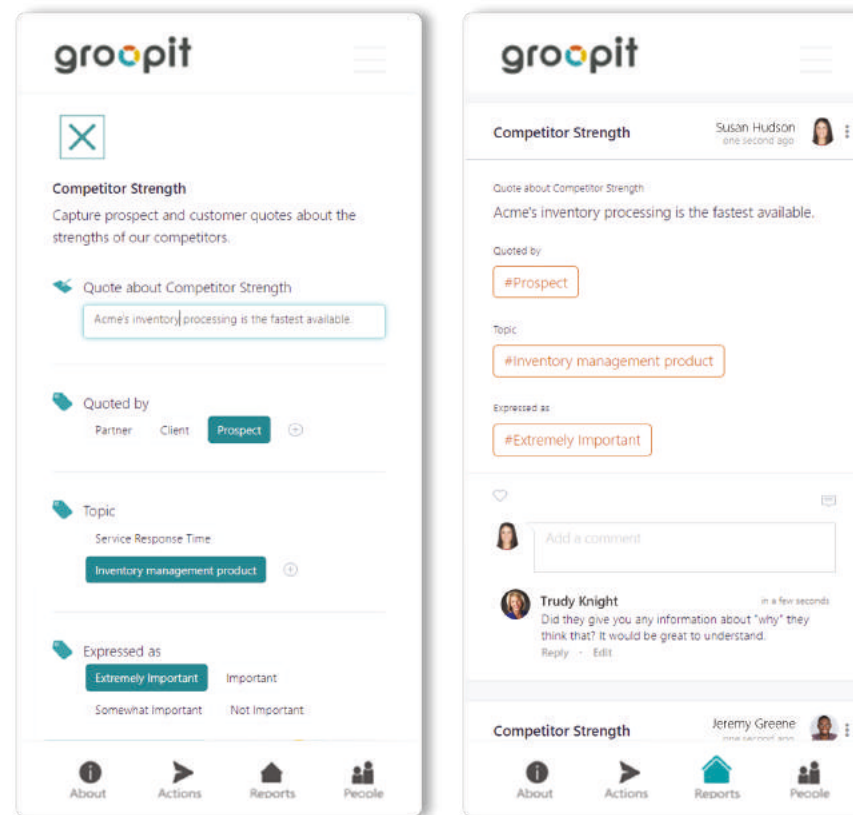 groopit
Competitor Strength
Capture prospect and customer quotes about the
strengths of our competitors.
Quote about Competitor Strength
Acme's inventory processing is the fastest available.
Quoted by
Partner Client Prospect
Topic
Service Response Time
Inventory management product
Expressed as
Extremely Important Important
Somewhat Important Not Important
About Actions Reports People
groopit
Competitor Strength Susan Hudson
one second ago
Quote about Competitor Strength
Acme's inventory processing is the fastest available.
Quoted by
#Prospect
Topic
#Inventory management product
Expressed as
#Extremely Important
Add a comment
Trudy Knight in a few seconds
Did they give you any information about "why" they
think that? It would be great to understand.
Reply · Edit
Competitor Strength Jeremy Greene
one second ago
About Actions Reports People